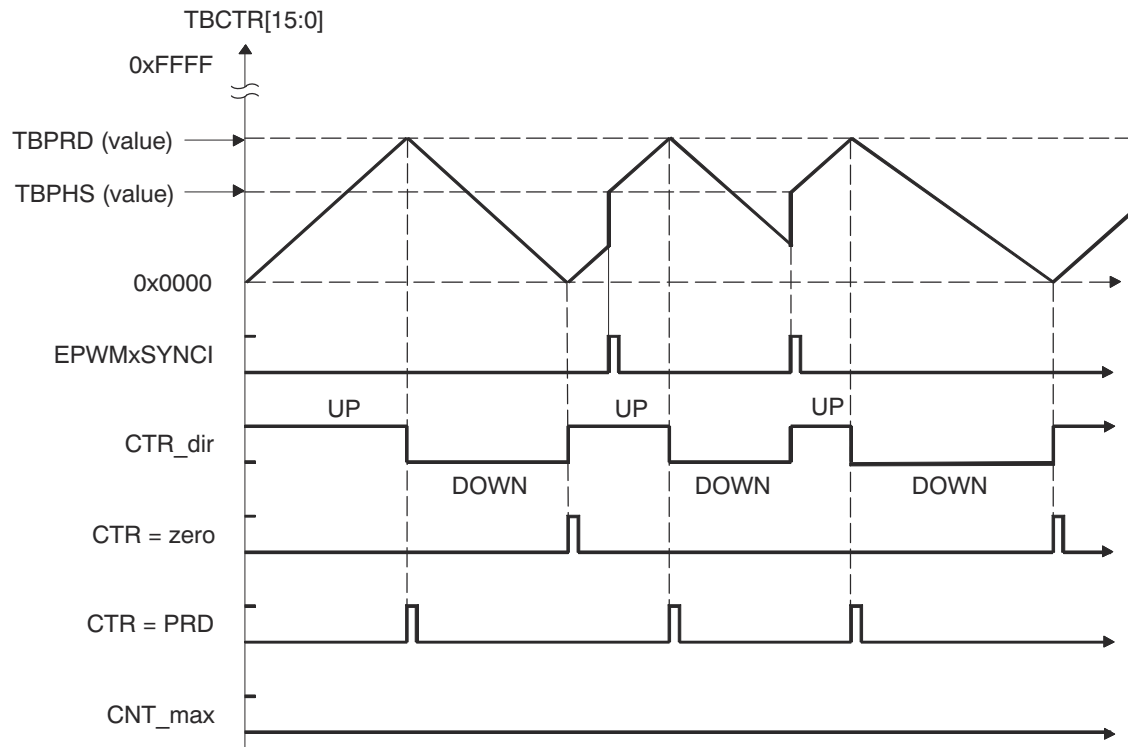 TBCTR[15:0]
0xFFFF
TBPRD (value)
TBPHS (value)
0x0000
EPWMxSYNCI
UP
UP
UP
CTR_dir
DOWN
DOWN
DOWN
CTR = zero
CTR = PRD
CNT_max